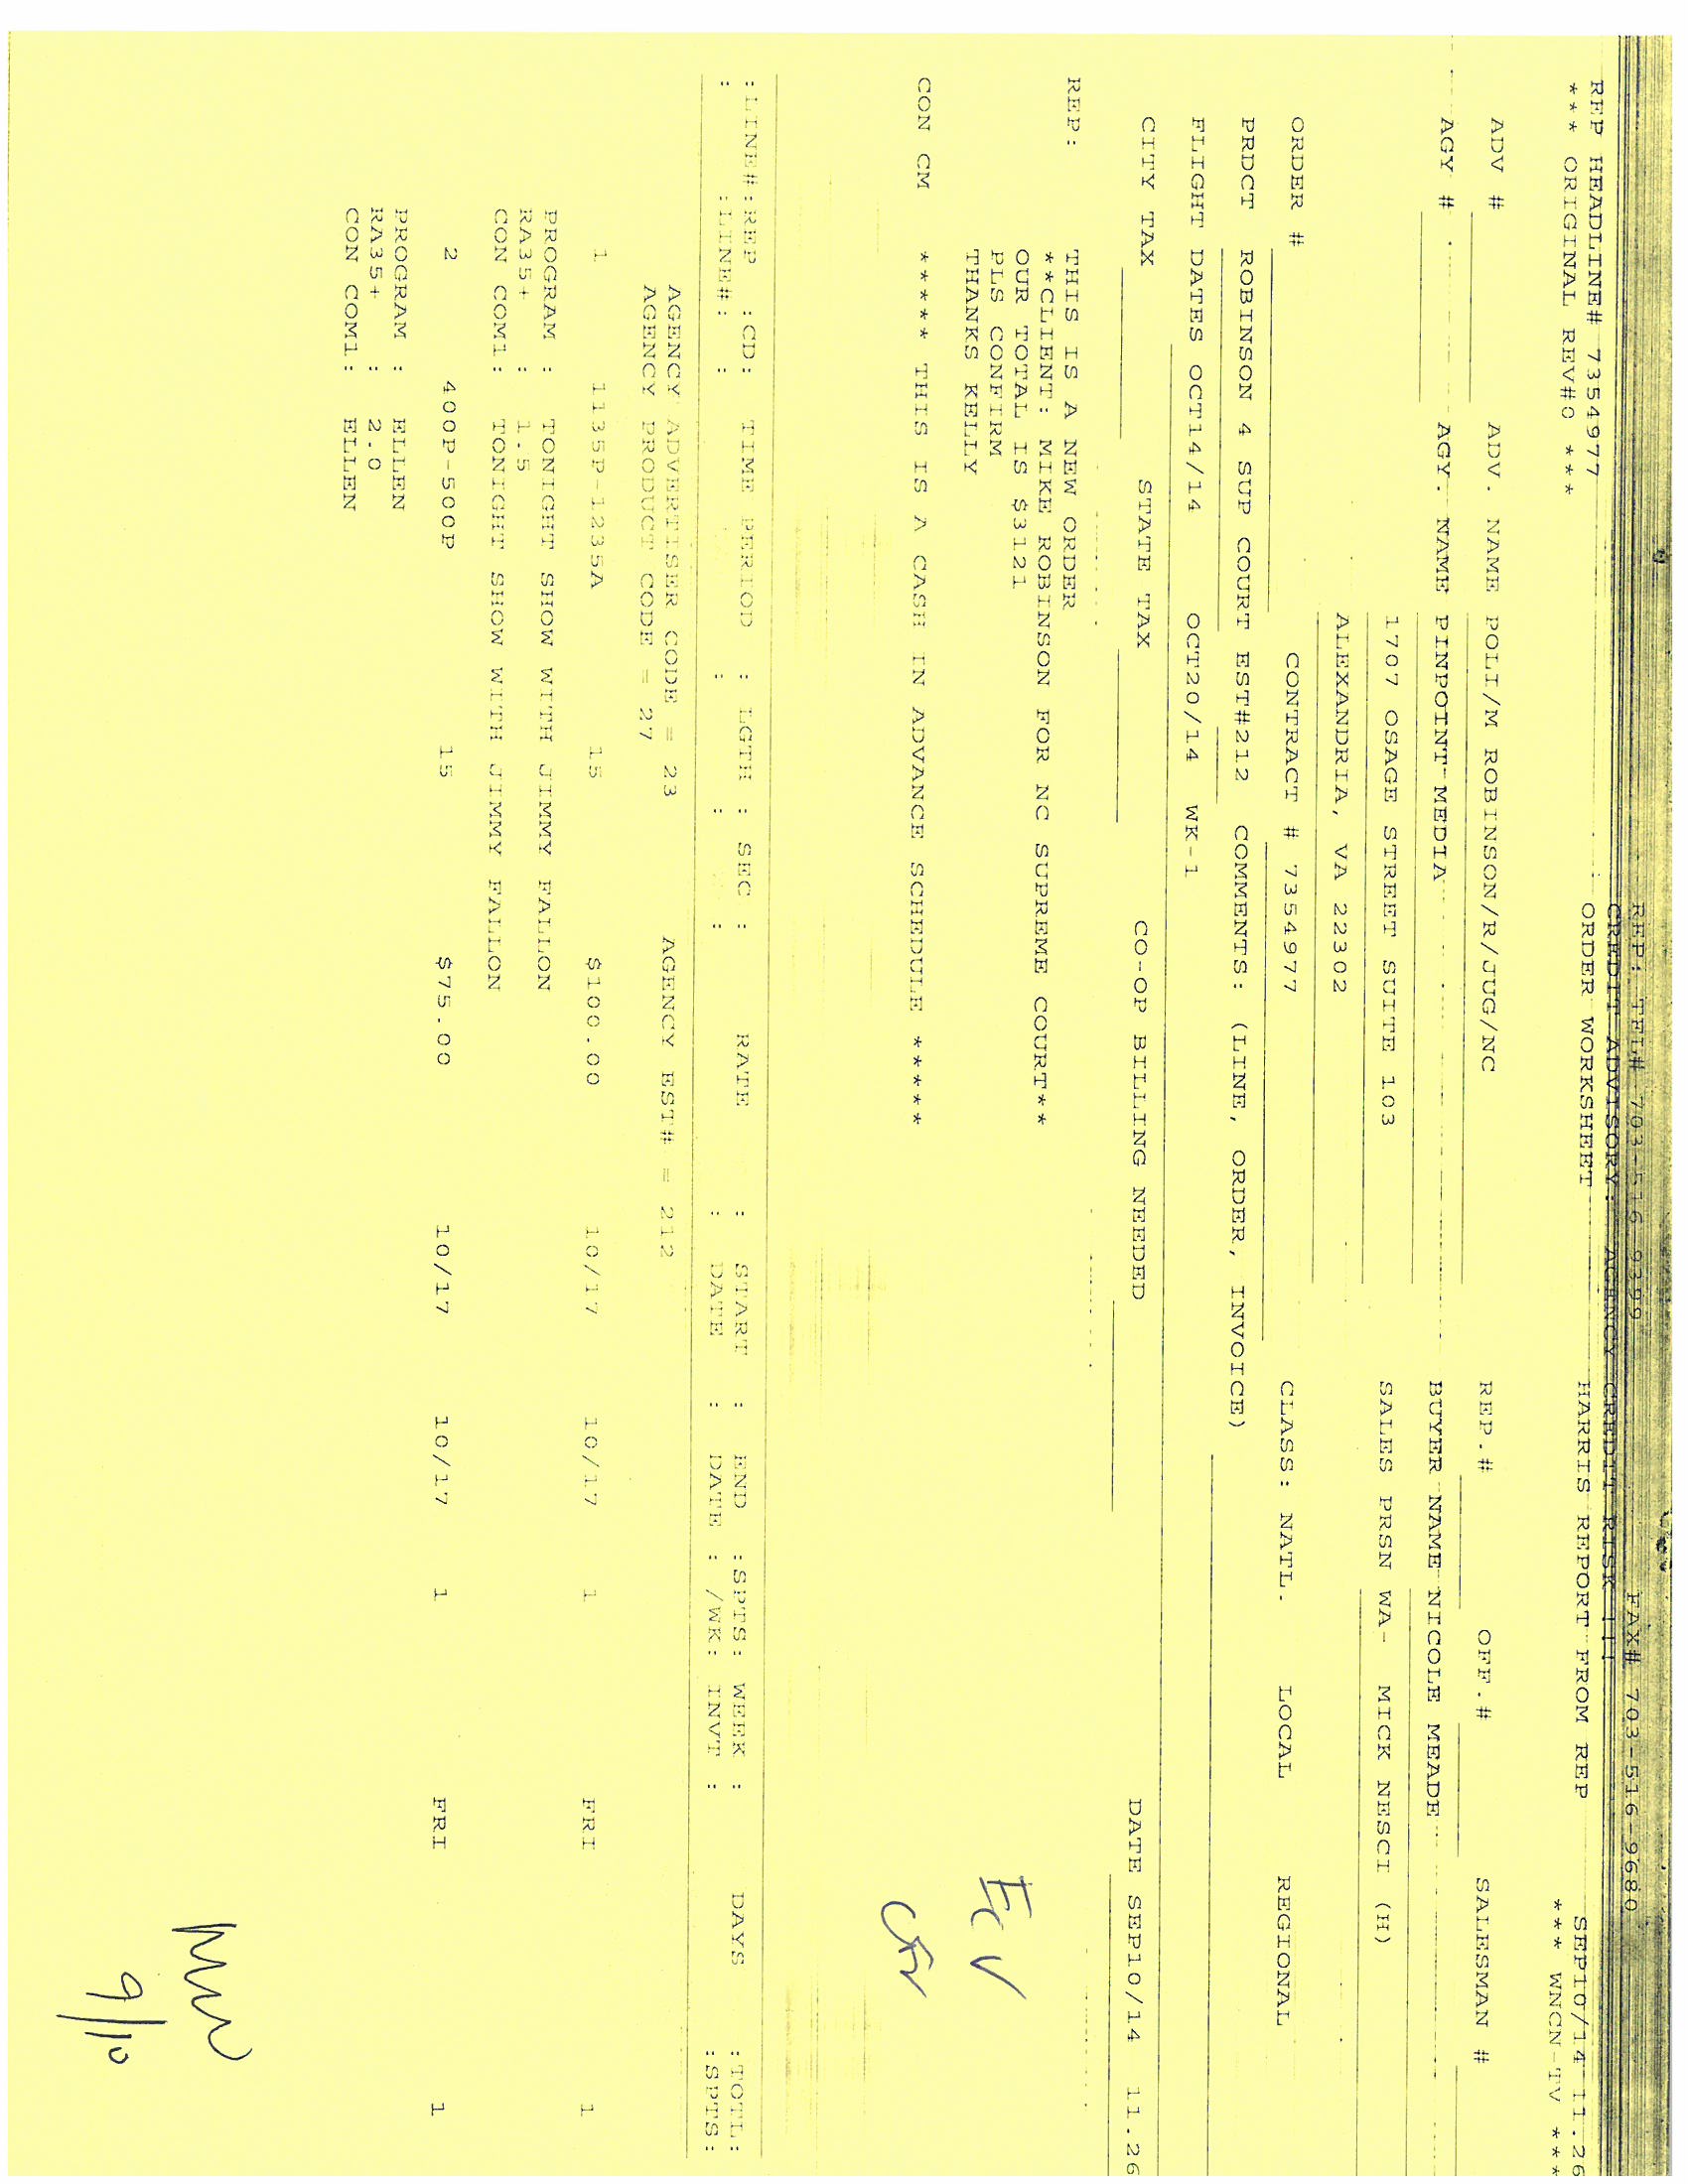 REP: TEL# 703-516-9399 FAX# 703-516-9680
CREDIT ADVISORY: AGENCY CREDIT RISK !!!
REP HEADLINE# 7354977 ORDER WORKSHEET HARRIS REPORT FROM REP SEP10/14 11.26
*** ORIGINAL REV#0 *** *** WNCN-TV ***
ADV # ADV. NAME POLI/M ROBINSON/R/JUG/NC REP.# OFF.# SALESMAN #
AGY # AGY. NAME PINPOINT MEDIA BUYER NAME NICOLE MEADE
1707 OSAGE STREET SUITE 103 SALES PRSN WA- MICK NESCI (H)
ALEXANDRIA, VA 22302
ORDER # CONTRACT # 7354977 CLASS: NATL. LOCAL REGIONAL
PRDCT ROBINSON 4 SUP COURT EST#212 COMMENTS: (LINE, ORDER, INVOICE)
FLIGHT DATES OCT14/14 OCT20/14 WK-1
CITY TAX STATE TAX CO-OP BILLING NEEDED DATE SEP10/14 11.26
REP: THIS IS A NEW ORDER
**CLIENT: MIKE ROBINSON FOR NC SUPREME COURT**
OUR TOTAL IS $3121
PLS CONFIRM
THANKS KELLY
CON CM ***** THIS IS A CASH IN ADVANCE SCHEDULE *****
:LINE#:REP :CD: TIME PERIOD : LGTH : SEC : RATE : START : END :SPTS: WEEK : DAYS :TOTL:
: :LINE#: : : : : : DATE : DATE : /WK: INVT : :SPTS:
AGENCY ADVERTISER CODE = 23 AGENCY EST# = 212
AGENCY PRODUCT CODE = 27
1 1135P-1235A 15 $100.00 10/17 10/17 1 FRI 1
PROGRAM : TONIGHT SHOW WITH JIMMY FALLON
RA35+ : 1.5
CON COM1: TONIGHT SHOW WITH JIMMY FALLON
2 400P-500P 15 $75.00 10/17 10/17 1 FRI 1
PROGRAM : ELLEN
RA35+ : 2.0
CON COM1: ELLEN
9/10